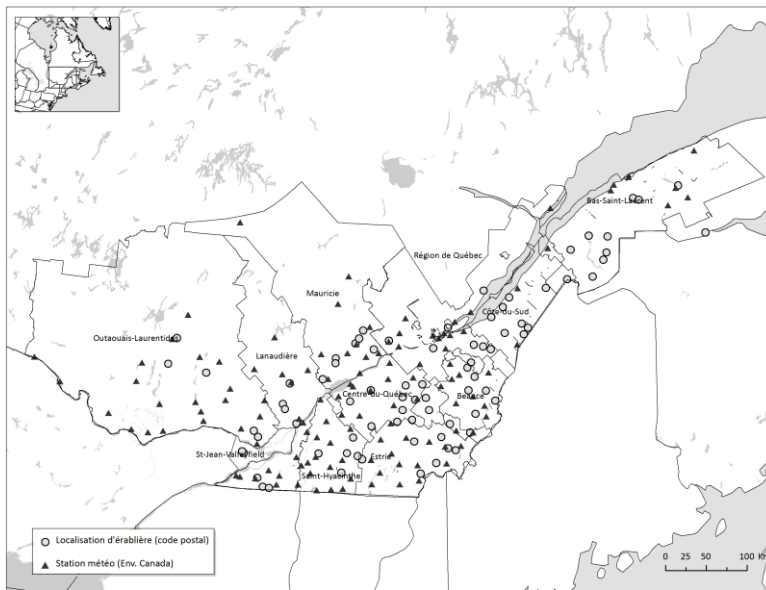 Bas-Saint-Laurent
Région de Québec
Mauricie
Côte-du-Sud
Outaouais-Laurentides
Lanaudière
Centre-du-Québec
Beauce
St-Jean-Valleyfield
Estrie
Saint-Hyacinthe
Localisation d'érablière (code postal)
Station météo (Env. Canada)
0 25 50 100 Km